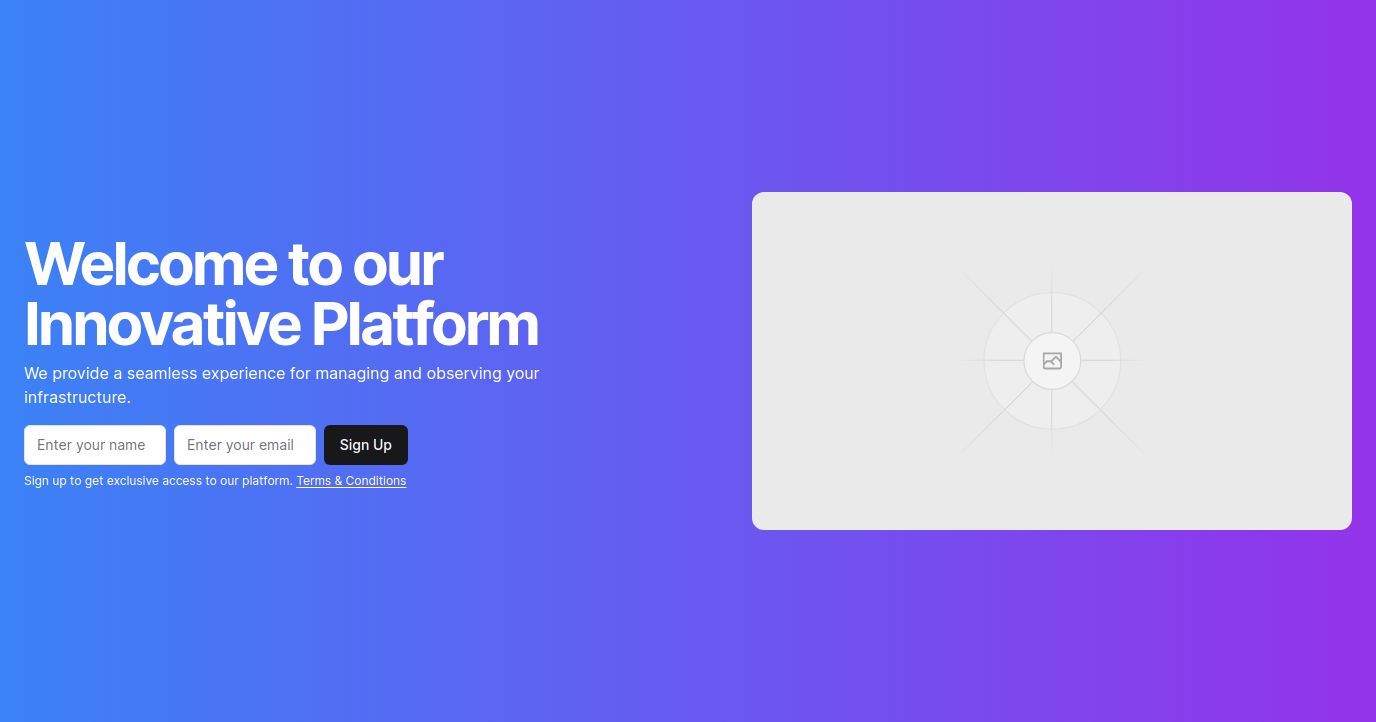 Welcome to our
Innovative Platform
We provide a seamless experience for managing and observing your
infrastructure.
Enter your name Enter your email Sign Up
Sign up to get exclusive access to our platform. Terms & Conditions